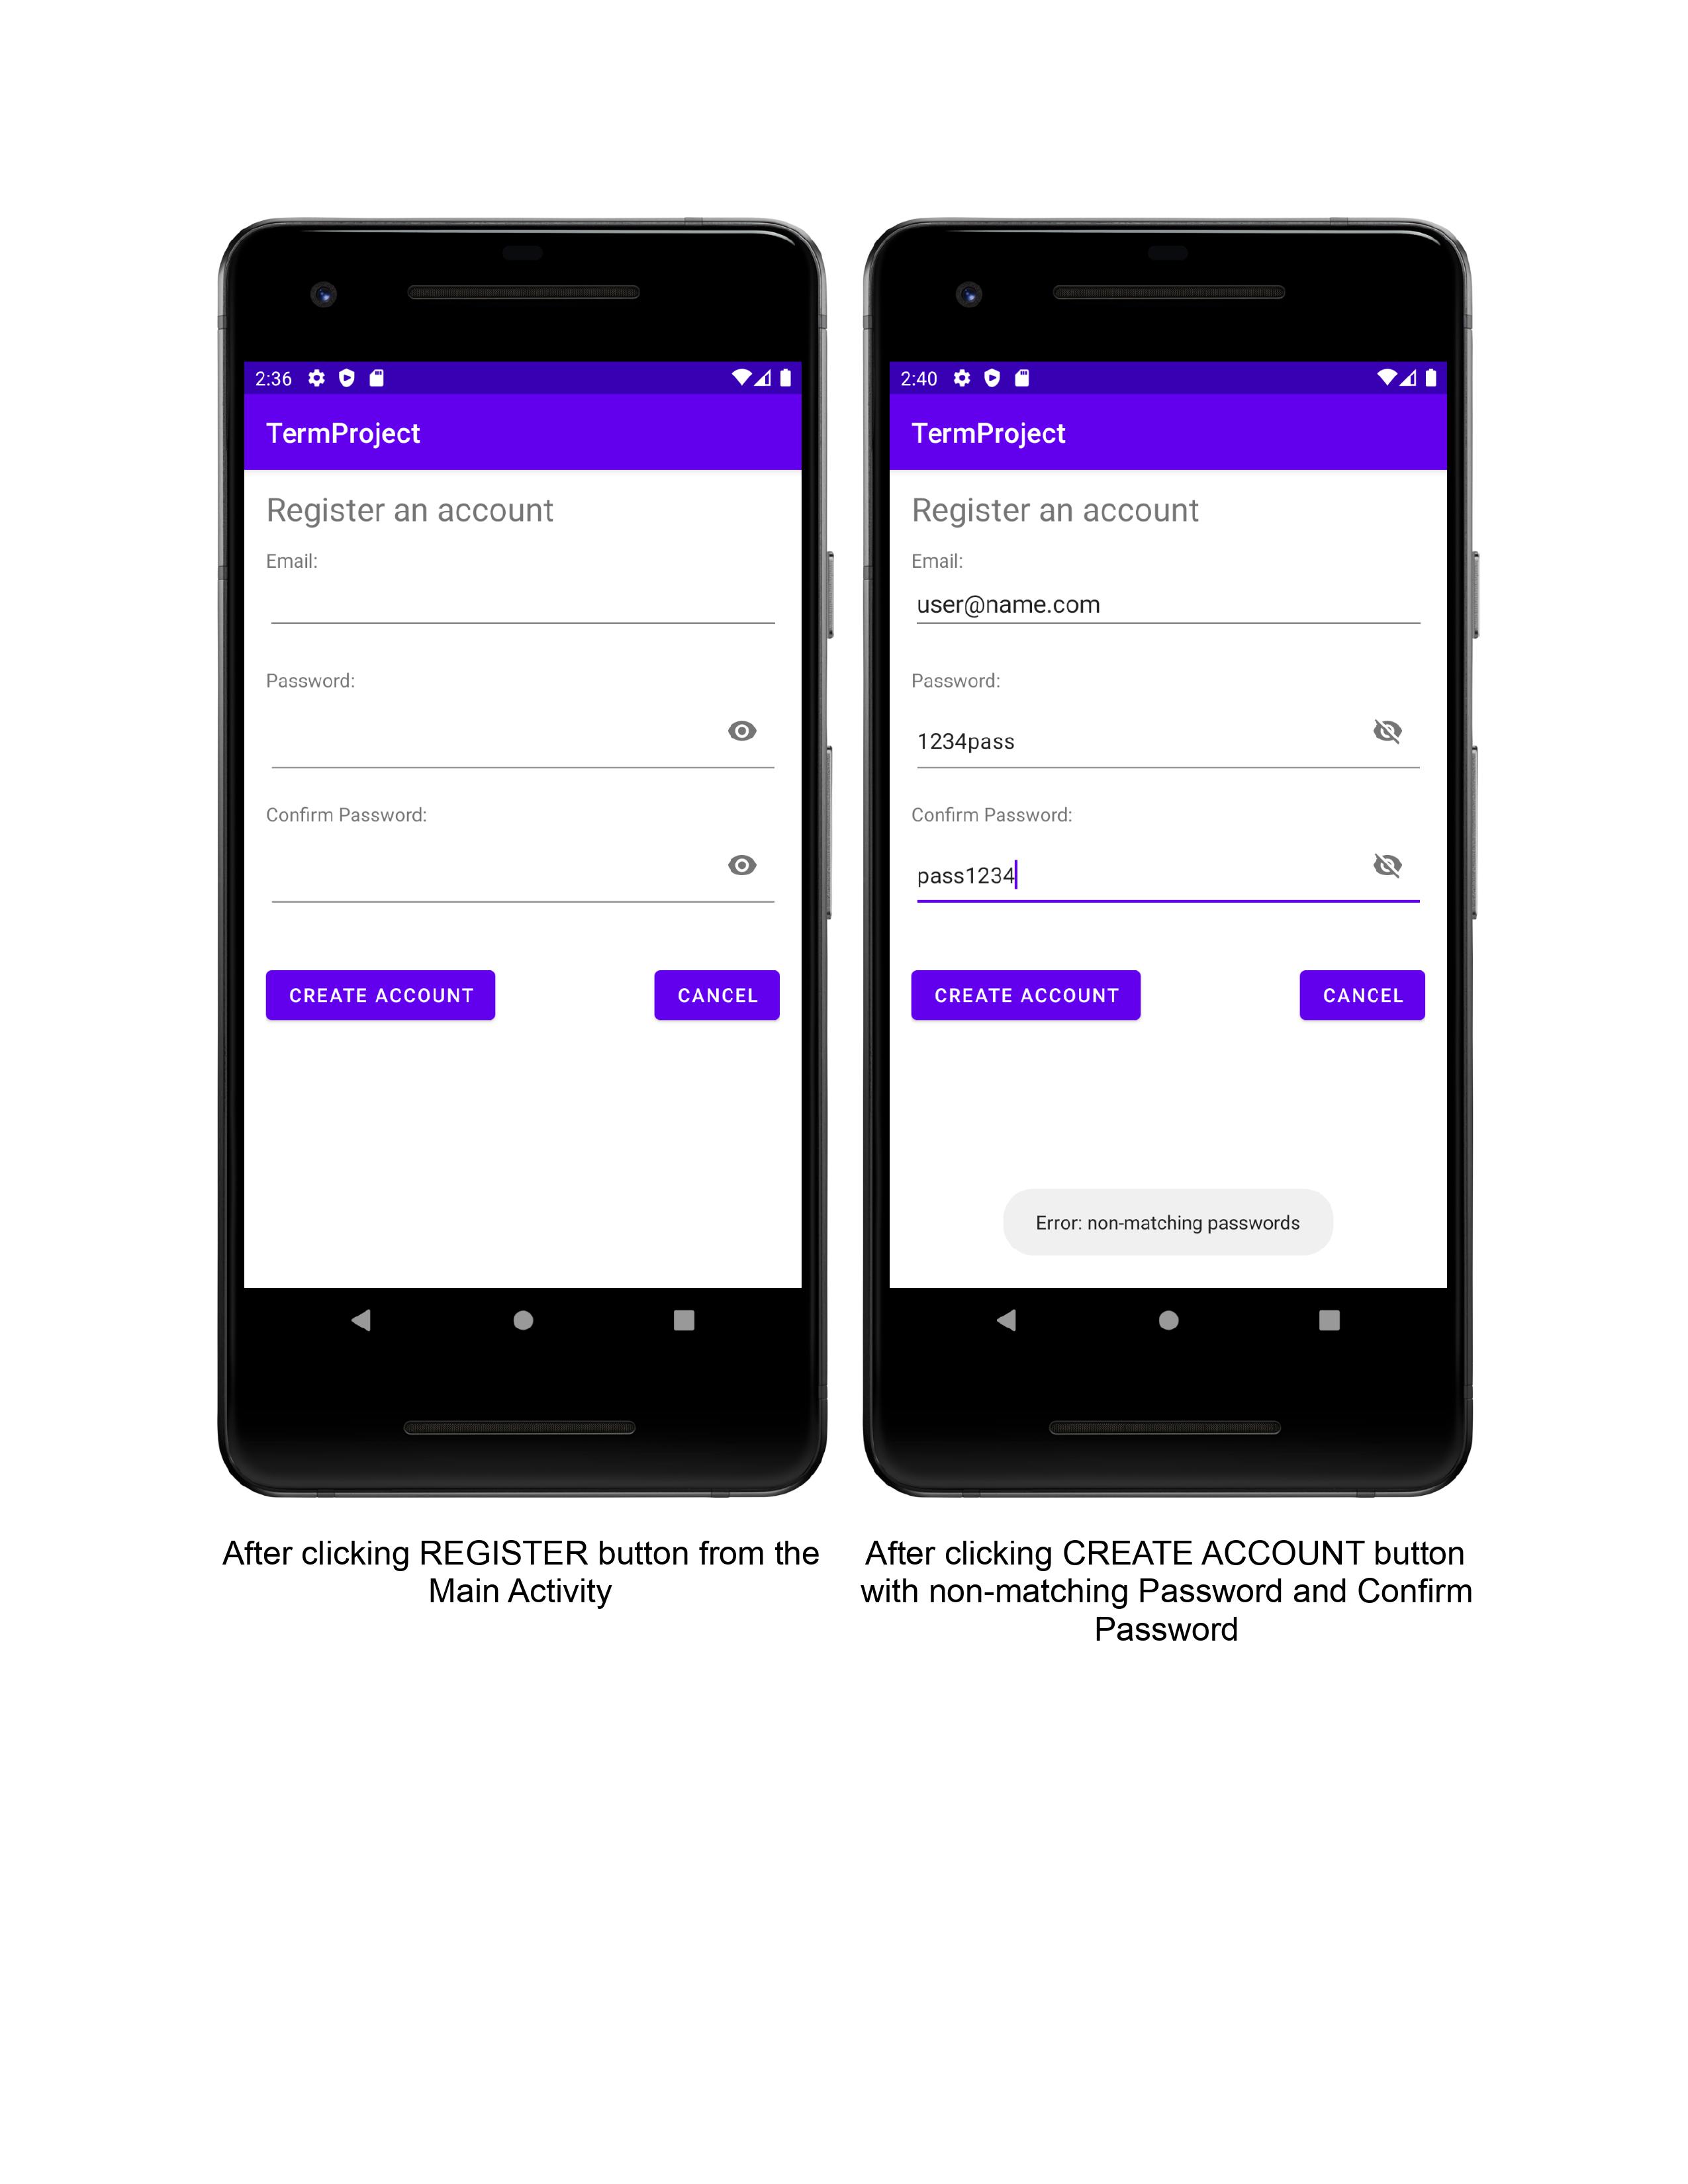 2:36
TermProject
Register an account
Email:
Password:
Confirm Password:
CREATE ACCOUNT
CANCEL
After clicking REGISTER button from the
Main Activity
2:40
TermProject
Register an account
Email:
user@name.com
Password:
1234pass
Confirm Password:
pass1234
CREATE ACCOUNT
CANCEL
Error: non-matching passwords
After clicking CREATE ACCOUNT button
with non-matching Password and Confirm
Password